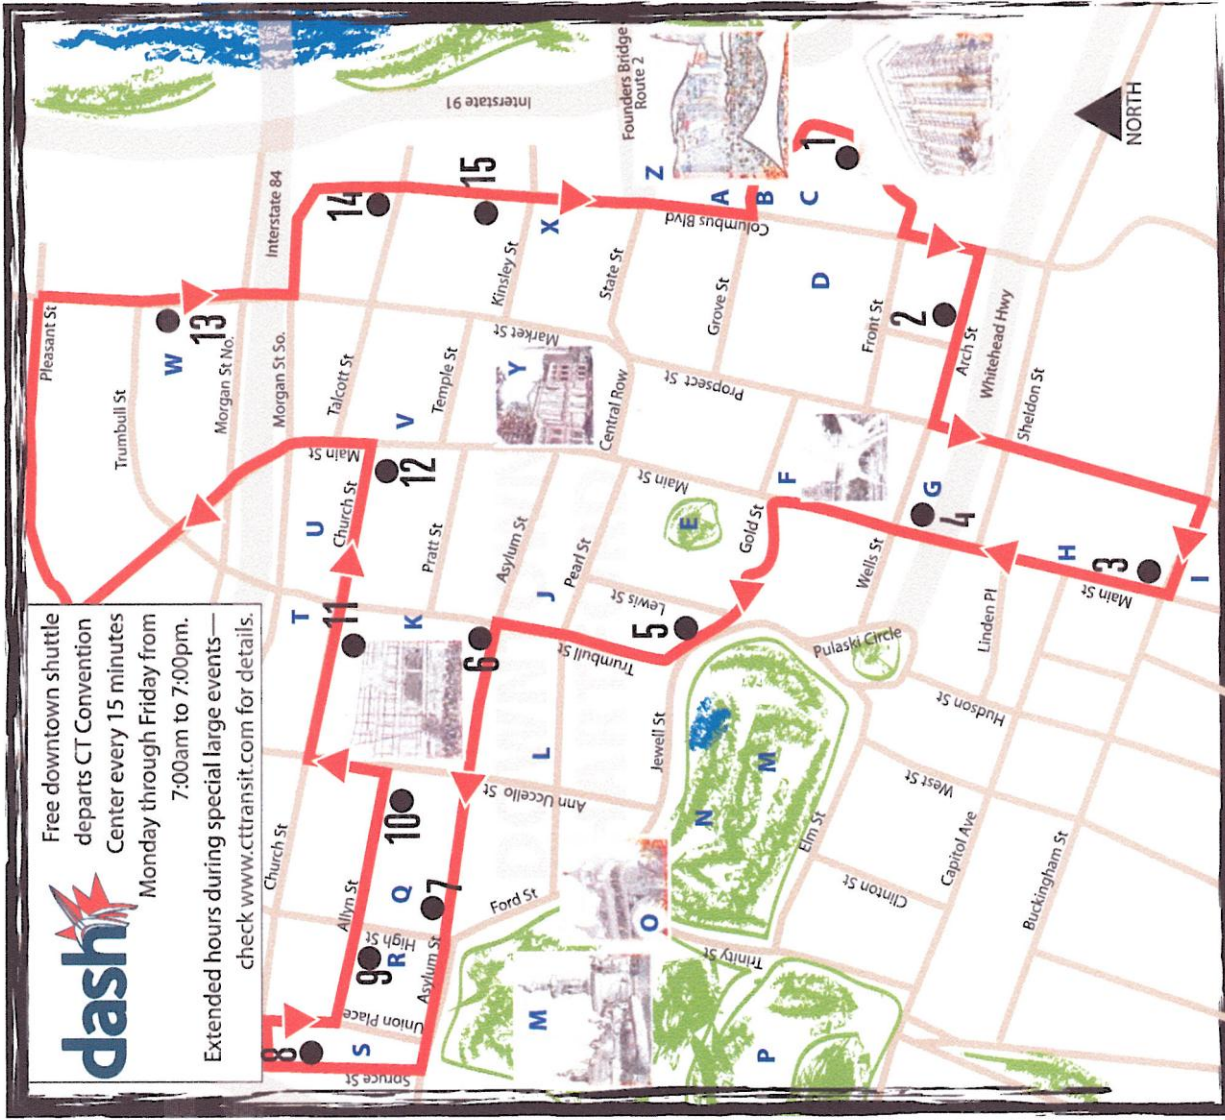 dash
Free downtown shuttle
departs CT Convention
Center every 15 minutes
Monday through Friday from
7:00am to 7:00pm.
Extended hours during special large events—
check www.cttransit.com for details.
Pleasant St
Trumbull St
W
13
Morgan St No.
Morgan St So.
Interstate 84
14
15
Interstate 91
Founders Bridge
Route 2
Z
A
B
C
1
NORTH
X
Columbus Blvd
Kinsley St
State St
Grove St
D
Front St
2
Arch St
Whitehead Hwy
Sheldon St
Talcott St
Temple St
Market St
Y
Central Row
Propsect St
V
Main St
12
Church St
U
Pratt St
Asylum St
Pearl St
Main St
E
Gold St
F
G
4
Wells St
Linden Pl
H
3
Main St
I
T
11
K
6
J
Lewis St
5
Trumbull St
Pulaski Circle
Hudson St
Church St
Allyn St
10
Q
7
L
Ann Uccello St
Jewell St
N
M
Elm St
West St
Capitol Ave
Buckingham St
Clinton St
High St
9
R
Asylum St
Ford St
O
Trinity St
8
S
Union Place
Spruce St
M
P